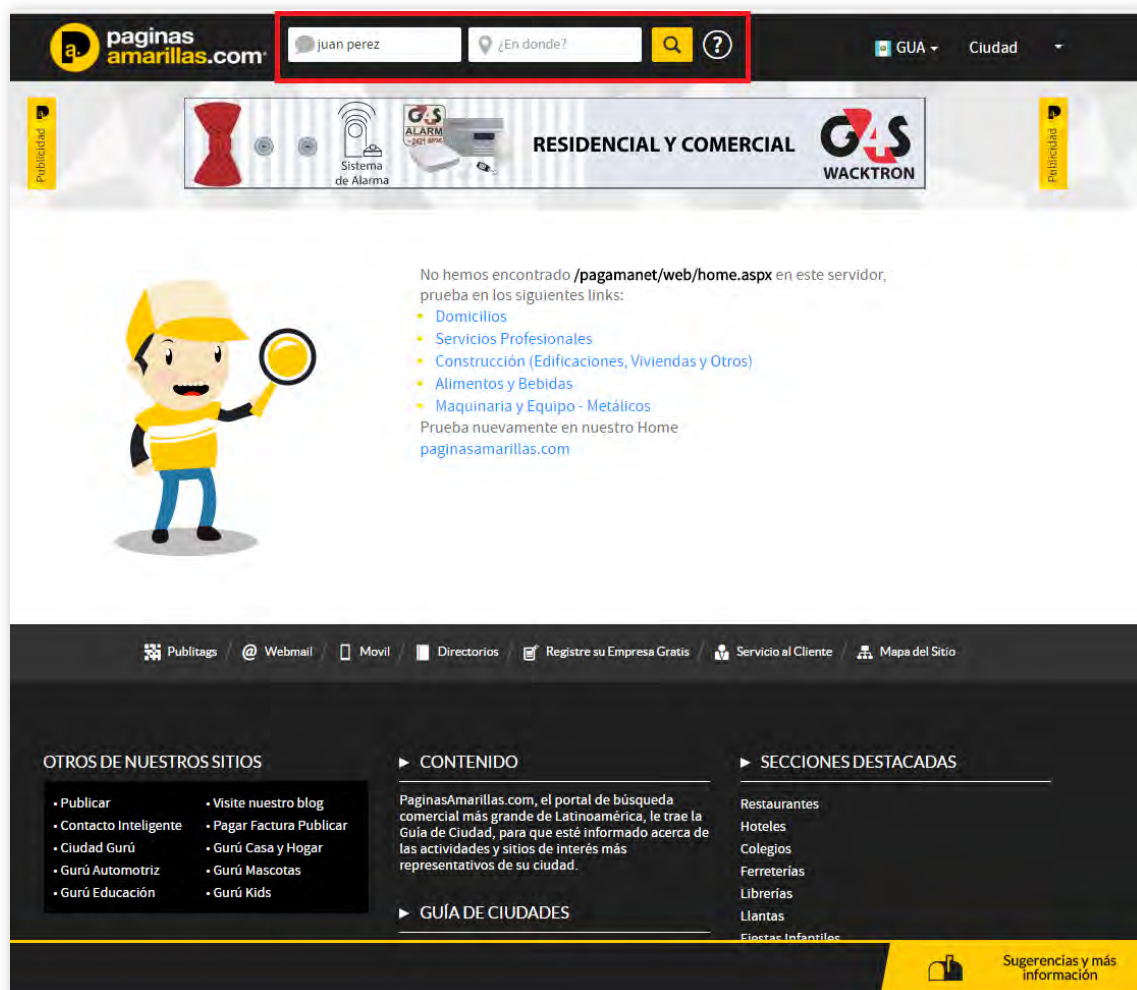 paginas
amarillas.com
juan perez
¿En donde?
?
GUA
Ciudad
Publicidad
Sistema
de Alarma
G4S
ALARM
RESIDENCIAL Y COMERCIAL
G4S
WACKTRON
Publicidad
No hemos encontrado /pagamanet/web/home.aspx en este servidor,
prueba en los siguientes links:
Domicilios
Servicios Profesionales
Construcción (Edificaciones, Viviendas y Otros)
Alimentos y Bebidas
Maquinaria y Equipo - Metálicos
Prueba nuevamente en nuestro Home
paginasamarillas.com
Publitags / @ Webmail / Movil / Directorios / Registre su Empresa Gratis / Servicio al Cliente / Mapa del Sitio
OTROS DE NUESTROS SITIOS
• Publicar
• Contacto Inteligente
• Ciudad Gurú
• Gurú Automotriz
• Gurú Educación
• Visite nuestro blog
• Pagar Factura Publicar
• Gurú Casa y Hogar
• Gurú Mascotas
• Gurú Kids
► CONTENIDO
PaginasAmarillas.com, el portal de búsqueda
comercial más grande de Latinoamérica, le trae la
Guía de Ciudad, para que esté informado acerca de
las actividades y sitios de interés más
representativos de su ciudad.
► GUÍA DE CIUDADES
► SECCIONES DESTACADAS
Restaurantes
Hoteles
Colegios
Ferreterías
Librerías
Llantas
Fiestas Infantiles
Sugerencias y más
información